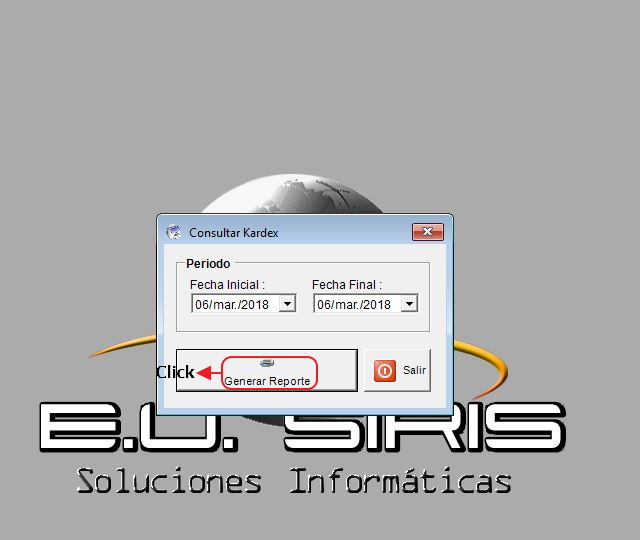 Consultar Kardex
Periodo
Fecha Inicial : Fecha Final :
06/mar./2018 06/mar./2018
Click Generar Reporte Salir
E.U. SIRIS
Soluciones Informáticas